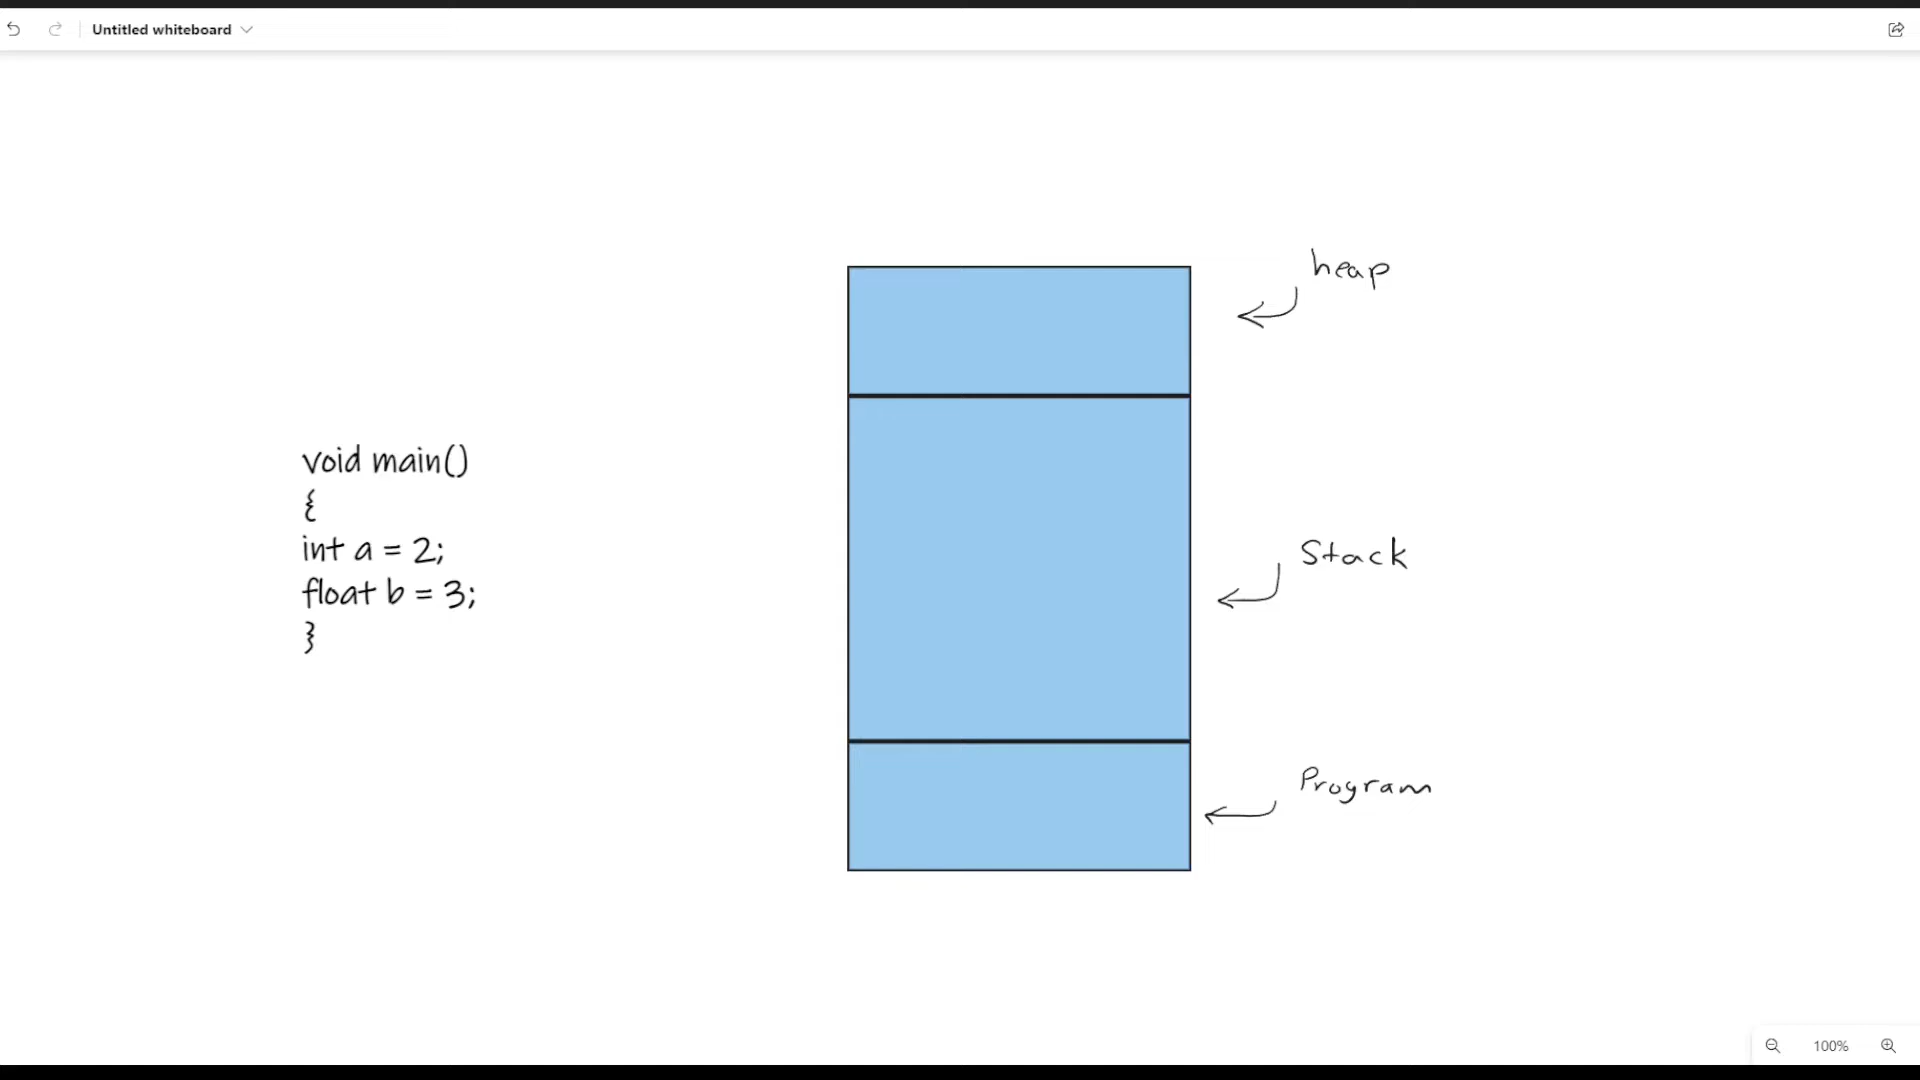 Untitled whiteboard
heap
void main()
{
int a = 2;
float b = 3;
}
Stack
Program
100%